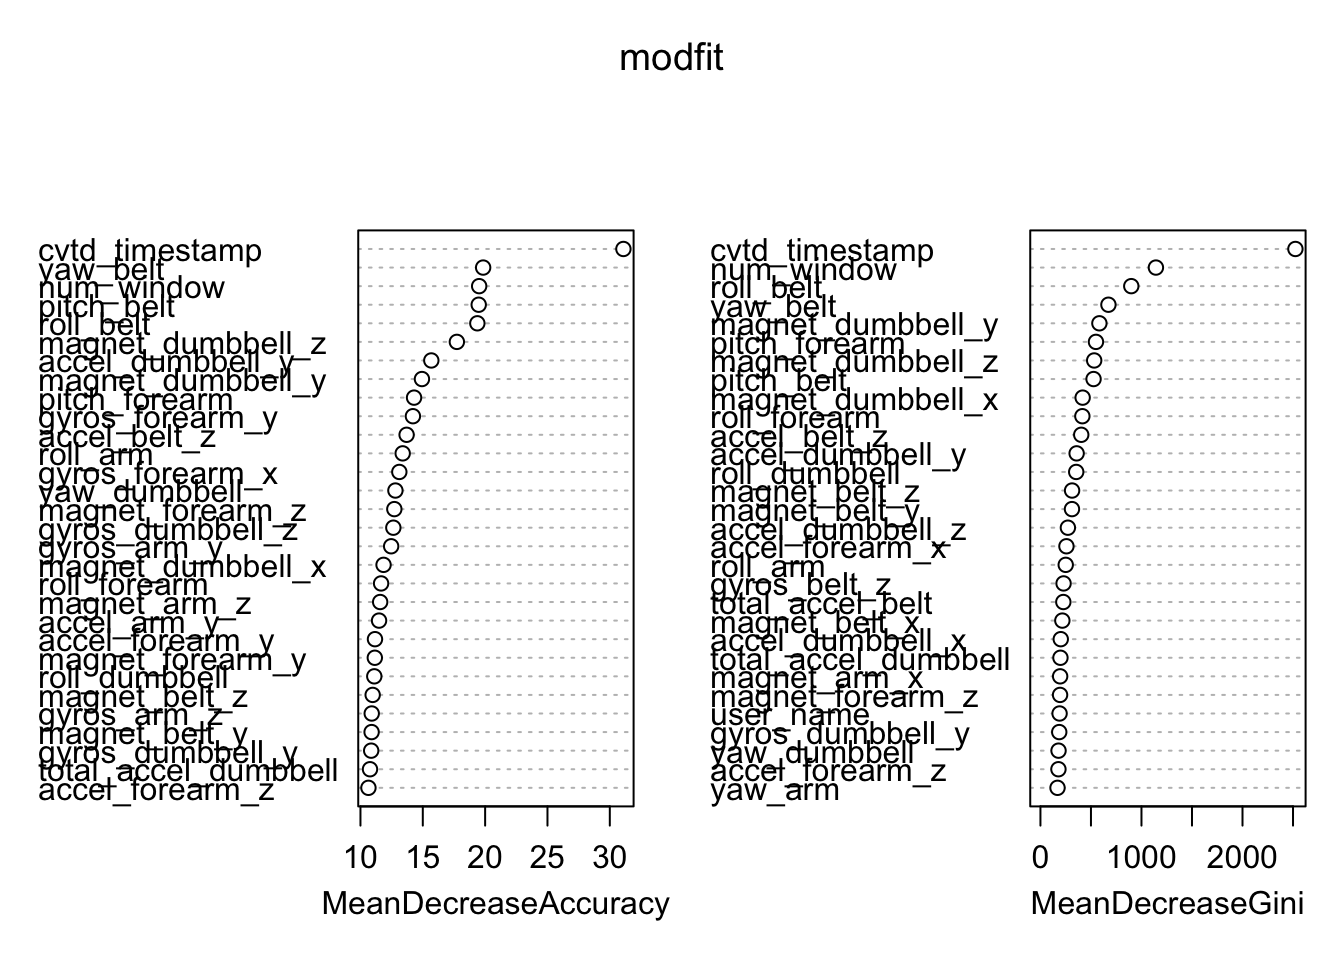 modfit
cvtd_timestamp
yaw_belt
num_window
pitch_belt
roll_belt
magnet_dumbbell_z
accel_dumbbell_y
magnet_dumbbell_y
pitch_forearm
gyros_forearm_y
accel_belt_z
roll_arm
gyros_forearm_x
yaw_dumbbell
magnet_forearm_z
gyros_dumbbell_z
gyros_arm_y
magnet_dumbbell_x
roll_forearm
magnet_arm_z
accel_arm_y
accel_forearm_y
magnet_forearm_y
roll_dumbbell
magnet_belt_z
gyros_arm_z
magnet_belt_y
gyros_dumbbell_y
total_accel_dumbbell
accel_forearm_z
10 15 20 25 30
MeanDecreaseAccuracy
cvtd_timestamp
num_window
roll_belt
yaw_belt
magnet_dumbbell_y
pitch_forearm
magnet_dumbbell_z
pitch_belt
magnet_dumbbell_x
roll_forearm
accel_belt_z
accel_dumbbell_y
roll_dumbbell
magnet_belt_z
magnet_belt_y
accel_dumbbell_z
accel_forearm_x
roll_arm
gyros_belt_z
total_accel_belt
magnet_belt_x
accel_dumbbell_x
total_accel_dumbbell
magnet_arm_x
magnet_forearm_z
user_name
gyros_dumbbell_y
yaw_dumbbell
accel_forearm_z
yaw_arm
0 1000 2000
MeanDecreaseGini